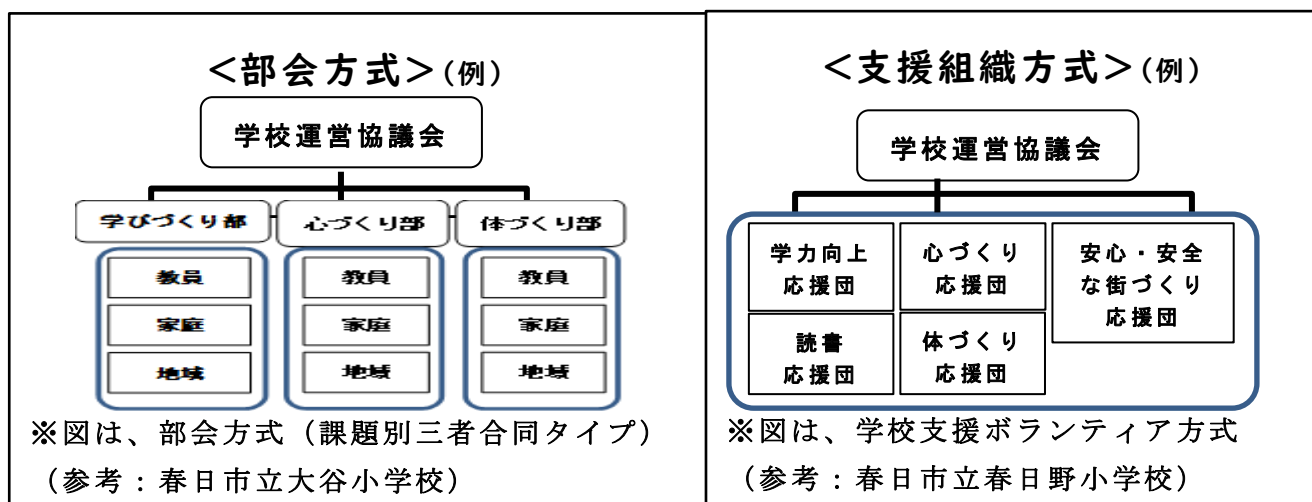 <部会方式>(例)
学校運営協議会
学びづくり部
心づくり部
体づくり部
教員
家庭
地域
教員
家庭
地域
教員
家庭
地域
※図は、部会方式(課題別三者合同タイプ)
(参考:春日市立大谷小学校)
<支援組織方式>(例)
学校運営協議会
学力向上
応援団
心づくり
応援団
安心・安全
な街づくり
応援団
読書
応援団
体づくり
応援団
※図は、学校支援ボランティア方式
(参考:春日市立春日野小学校)